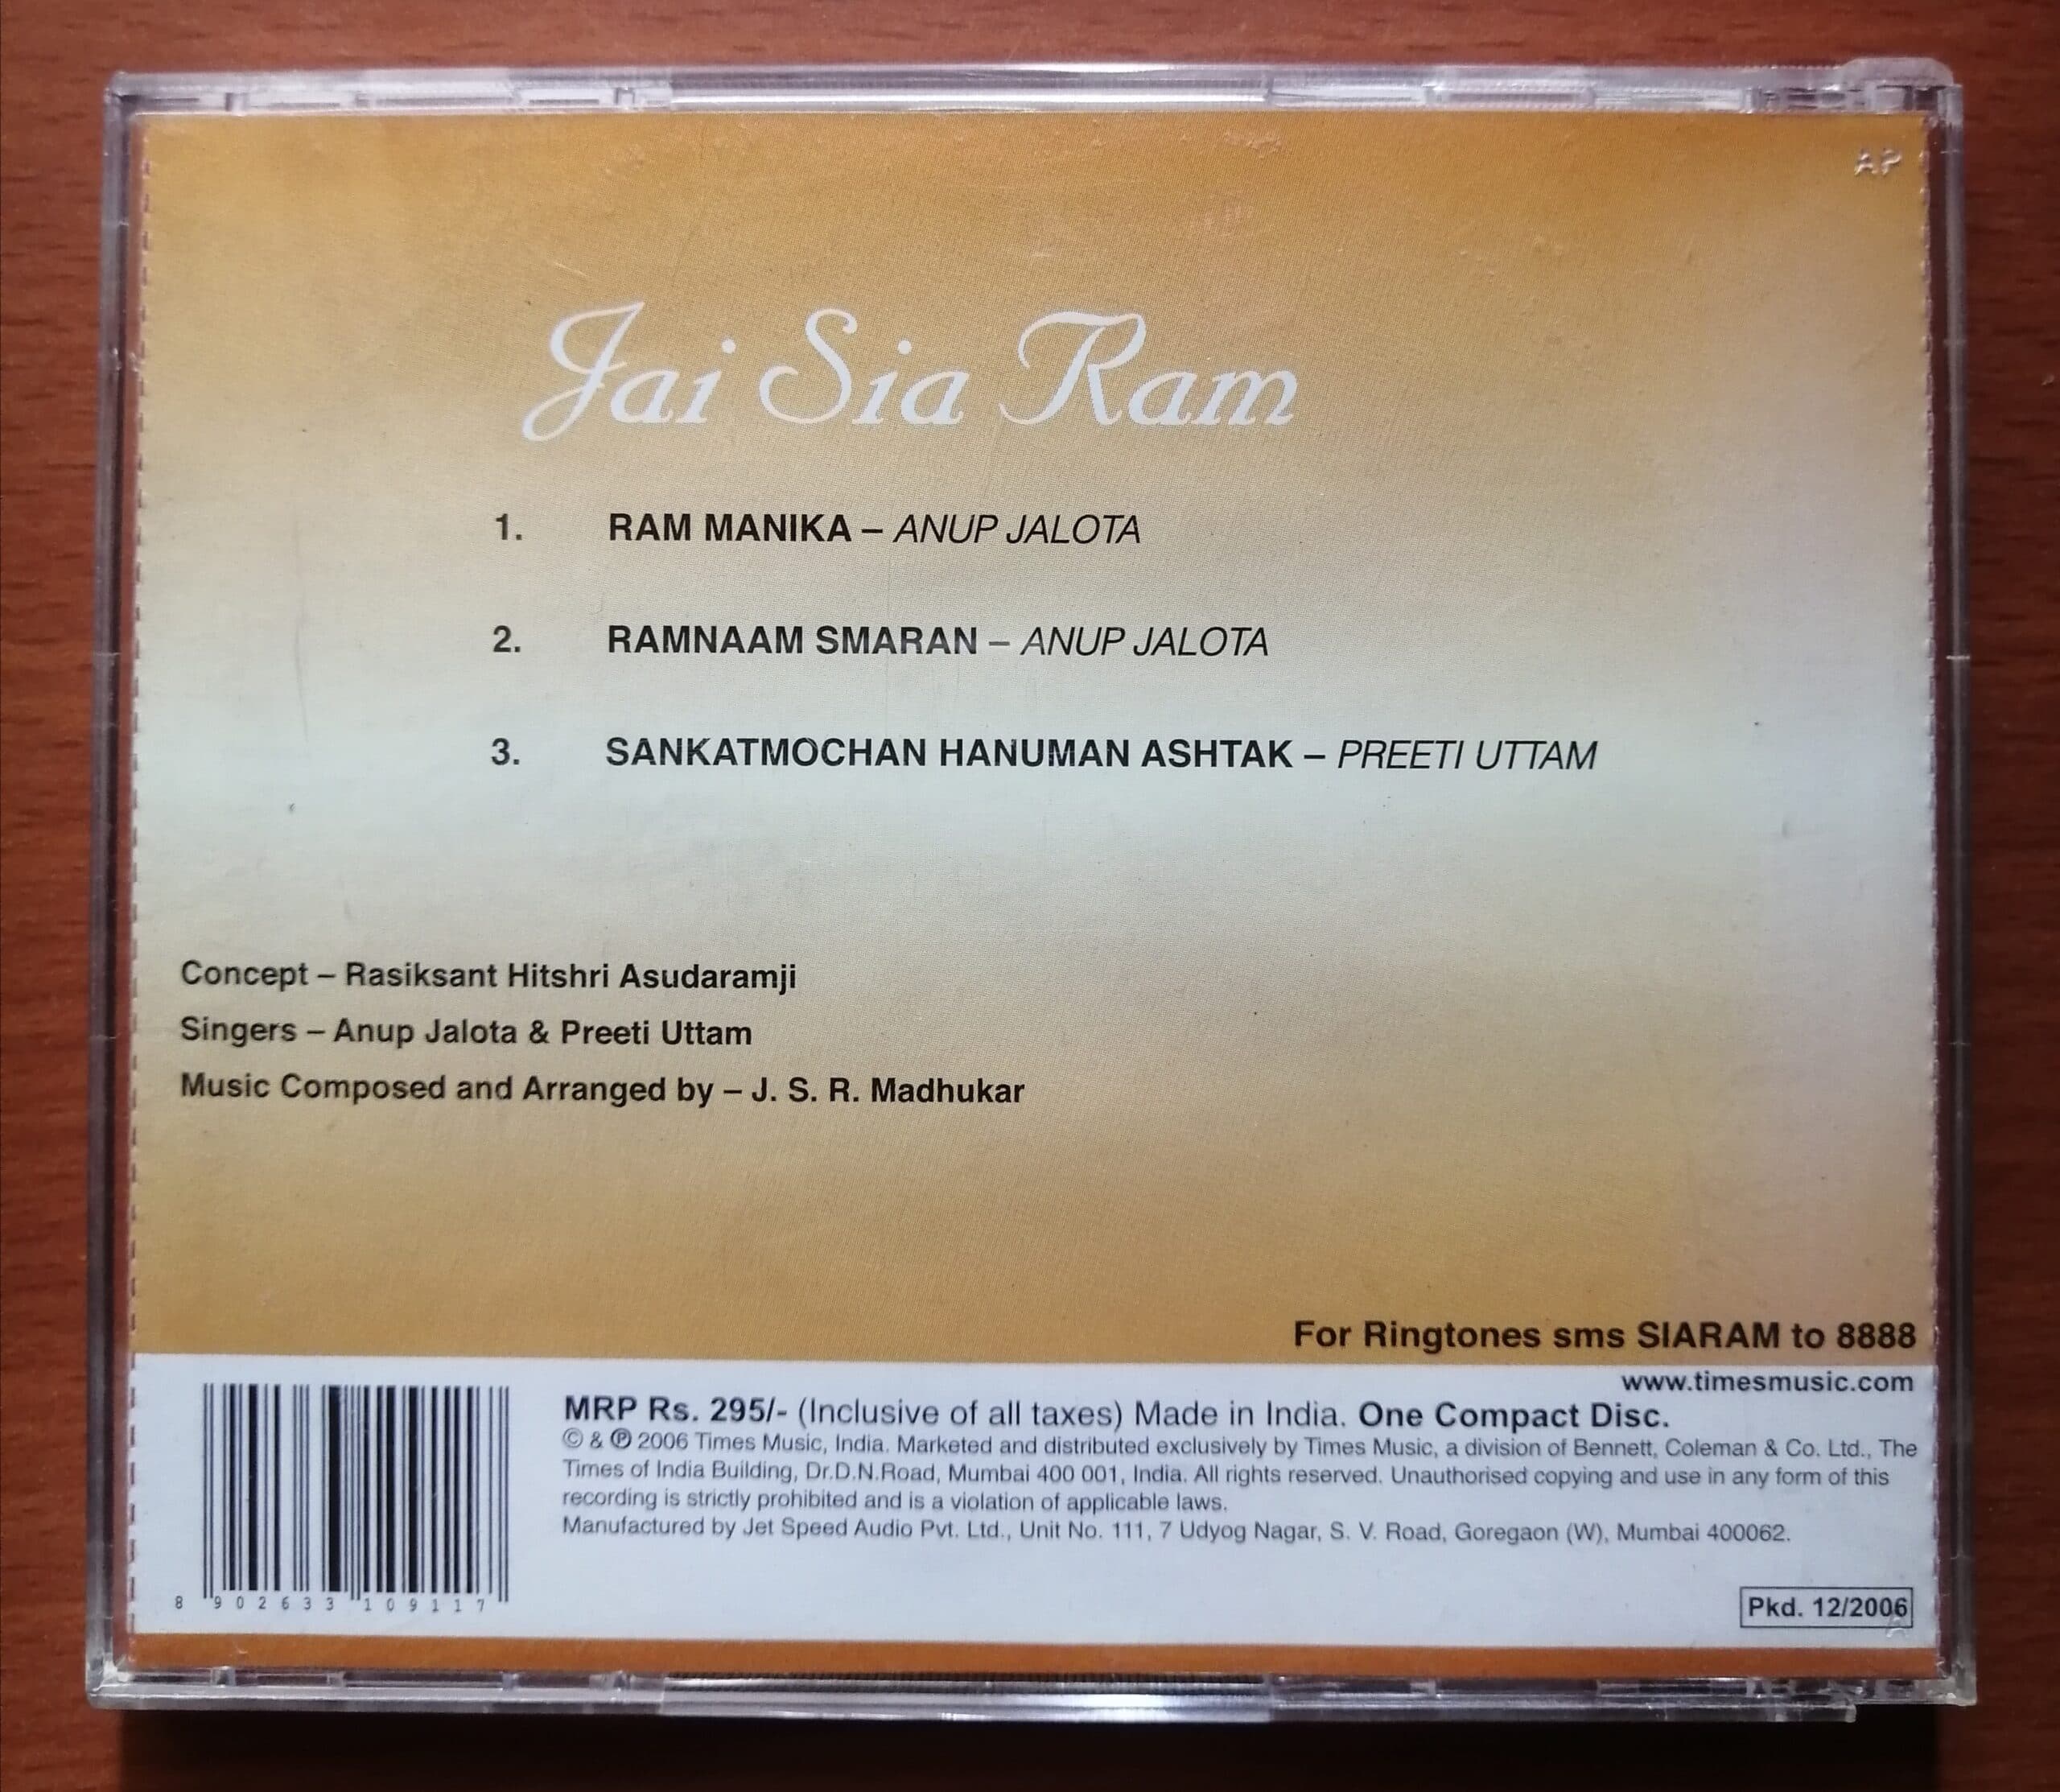 AP
Jai Sia Ram
1. RAM MANIKA – ANUP JALOTA
2. RAMNAAM SMARAN – ANUP JALOTA
3. SANKATMOCHAN HANUMAN ASHTAK – PREETI UTTAM
Concept – Rasiksant Hitshri Asudaramji
Singers – Anup Jalota & Preeti Uttam
Music Composed and Arranged by – J. S. R. Madhukar
For Ringtones sms SIARAM to 8888
www.timesmusic.com
MRP Rs. 295/- (Inclusive of all taxes) Made in India. One Compact Disc.
© & ℗ 2006 Times Music, India. Marketed and distributed exclusively by Times Music, a division of Bennett, Coleman & Co. Ltd., The
Times of India Building, Dr.D.N.Road, Mumbai 400 001, India. All rights reserved. Unauthorised copying and use in any form of this
recording is strictly prohibited and is a violation of applicable laws.
Manufactured by Jet Speed Audio Pvt. Ltd., Unit No. 111, 7 Udyog Nagar, S. V. Road, Goregaon (W), Mumbai 400062.
8 902633 109117
Pkd. 12/2006